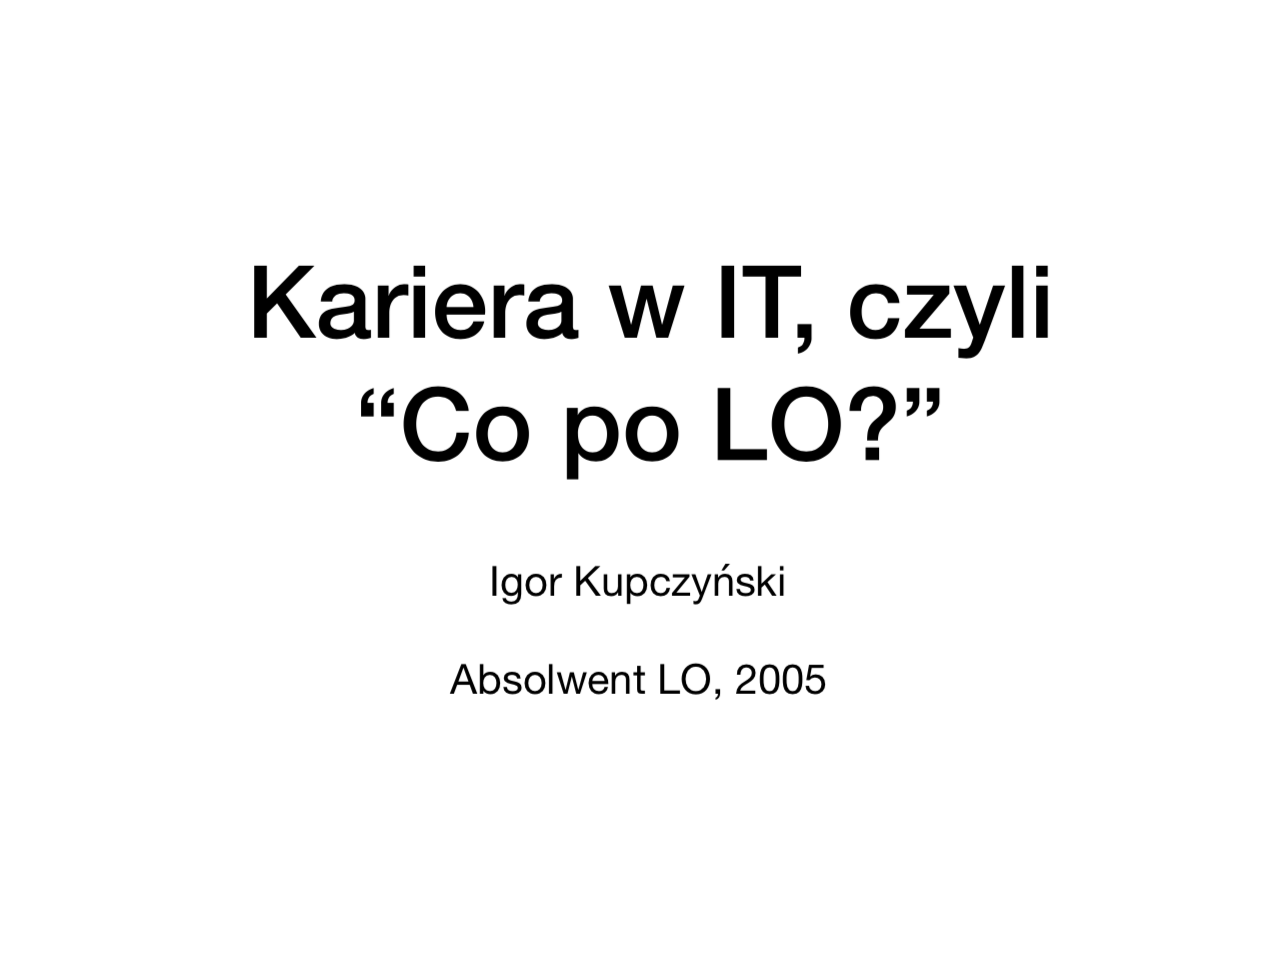 Kariera w IT, czyli
“Co po LO?”
Igor Kupczyński
Absolwent LO, 2005